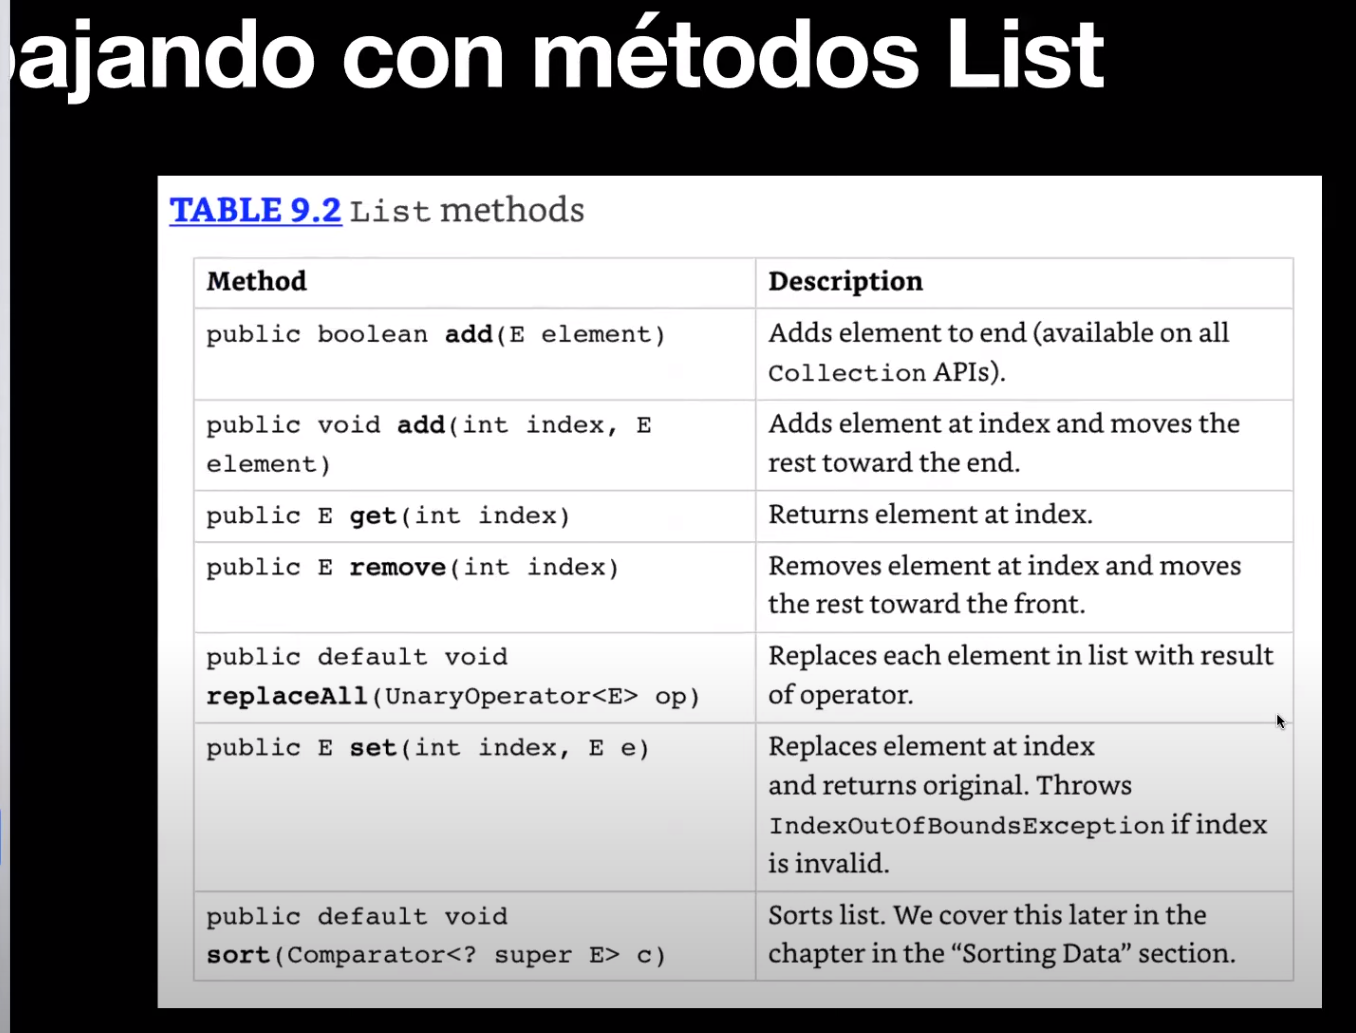 ajando con métodos List
TABLE 9.2 List methods
Method
Description
public boolean add(E element)
Adds element to end (available on all
Collection APIs).
public void add(int index, E
element)
Adds element at index and moves the
rest toward the end.
public E get(int index)
Returns element at index.
public E remove(int index)
Removes element at index and moves
the rest toward the front.
public default void
replaceAll(UnaryOperator<E> op)
Replaces each element in list with result
of operator.
public E set(int index, E e)
Replaces element at index
and returns original. Throws
IndexOutOfBoundsException if index
is invalid.
public default void
sort(Comparator<? super E> c)
Sorts list. We cover this later in the
chapter in the “Sorting Data” section.